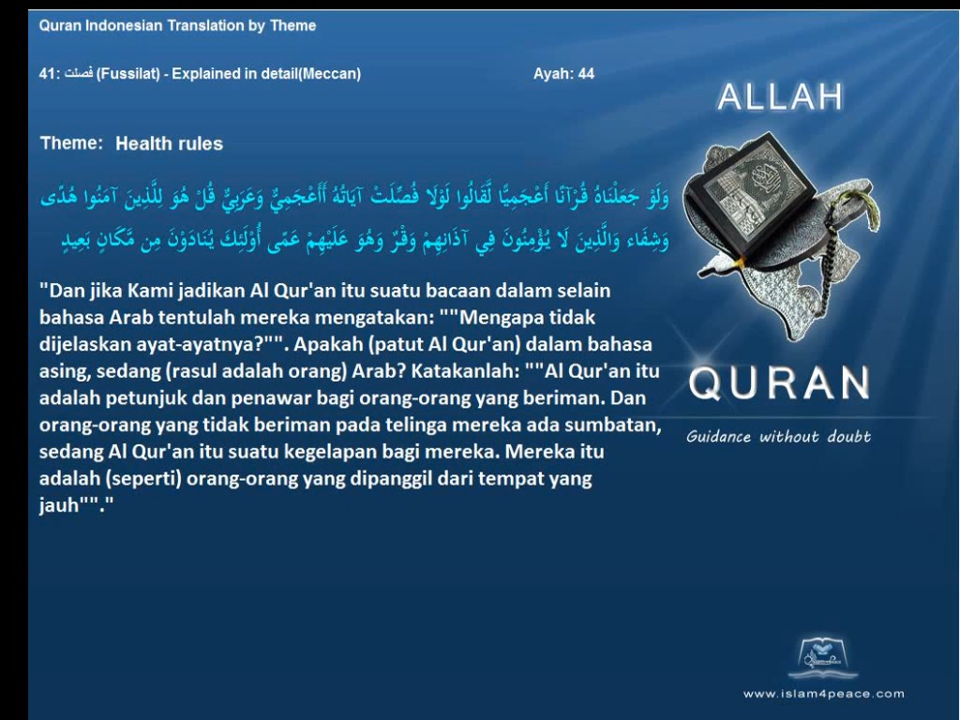 Quran Indonesian Translation by Theme
41: فصلت (Fussilat) - Explained in detail(Meccan) Ayah: 44
ALLAH
Theme: Health rules
وَلَوْ جَعَلْنَاهُ قُرْآنًا أَعْجَمِيًّا لَّقَالُوا لَوْلَا فُصِّلَتْ آيَاتُهُ أَأَعْجَمِيٌّ وَعَرَبِيٌّ قُلْ هُوَ لِلَّذِينَ آمَنُوا هُدًى
وَشِفَاء وَالَّذِينَ لَا يُؤْمِنُونَ فِي آذَانِهِمْ وَقْرٌ وَهُوَ عَلَيْهِمْ عَمًى أُوْلَئِكَ يُنَادَوْنَ مِن مَّكَانٍ بَعِيدٍ
"Dan jika Kami jadikan Al Qur'an itu suatu bacaan dalam selain
bahasa Arab tentulah mereka mengatakan: ""Mengapa tidak
dijelaskan ayat-ayatnya?"". Apakah (patut Al Qur'an) dalam bahasa
asing, sedang (rasul adalah orang) Arab? Katakanlah: ""Al Qur'an itu
adalah petunjuk dan penawar bagi orang-orang yang beriman. Dan
orang-orang yang tidak beriman pada telinga mereka ada sumbatan,
sedang Al Qur'an itu suatu kegelapan bagi mereka. Mereka itu
adalah (seperti) orang-orang yang dipanggil dari tempat yang
jauh""."
QURAN
Guidance without doubt
www.islam4peace.com